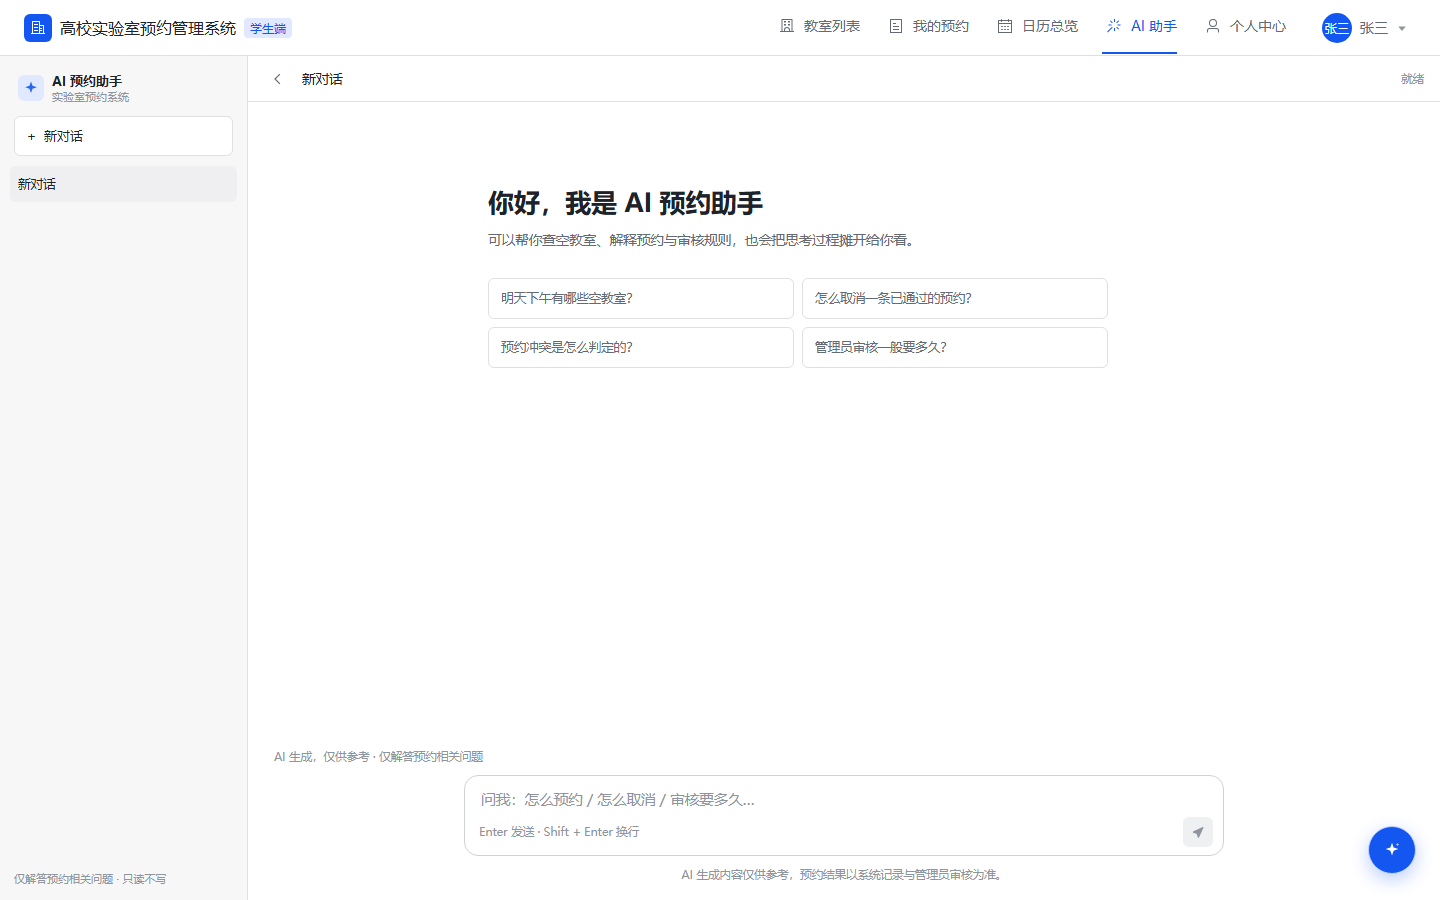 高校实验室预约管理系统 学生端
教室列表 我的预约 日历总览 AI 助手 个人中心 张三 张三
AI 预约助手
实验室预约系统
+ 新对话
新对话
仅解答预约相关问题 · 只读不写
新对话 就绪
你好，我是 AI 预约助手
可以帮你查空教室、解释预约与审核规则，也会把思考过程摊开给你看。
明天下午有哪些空教室？ 怎么取消一条已通过的预约？
预约冲突是怎么判定的？ 管理员审核一般要多久？
AI 生成，仅供参考 · 仅解答预约相关问题
问我：怎么预约 / 怎么取消 / 审核要多久...
Enter 发送 · Shift + Enter 换行
AI 生成内容仅供参考，预约结果以系统记录与管理员审核为准。